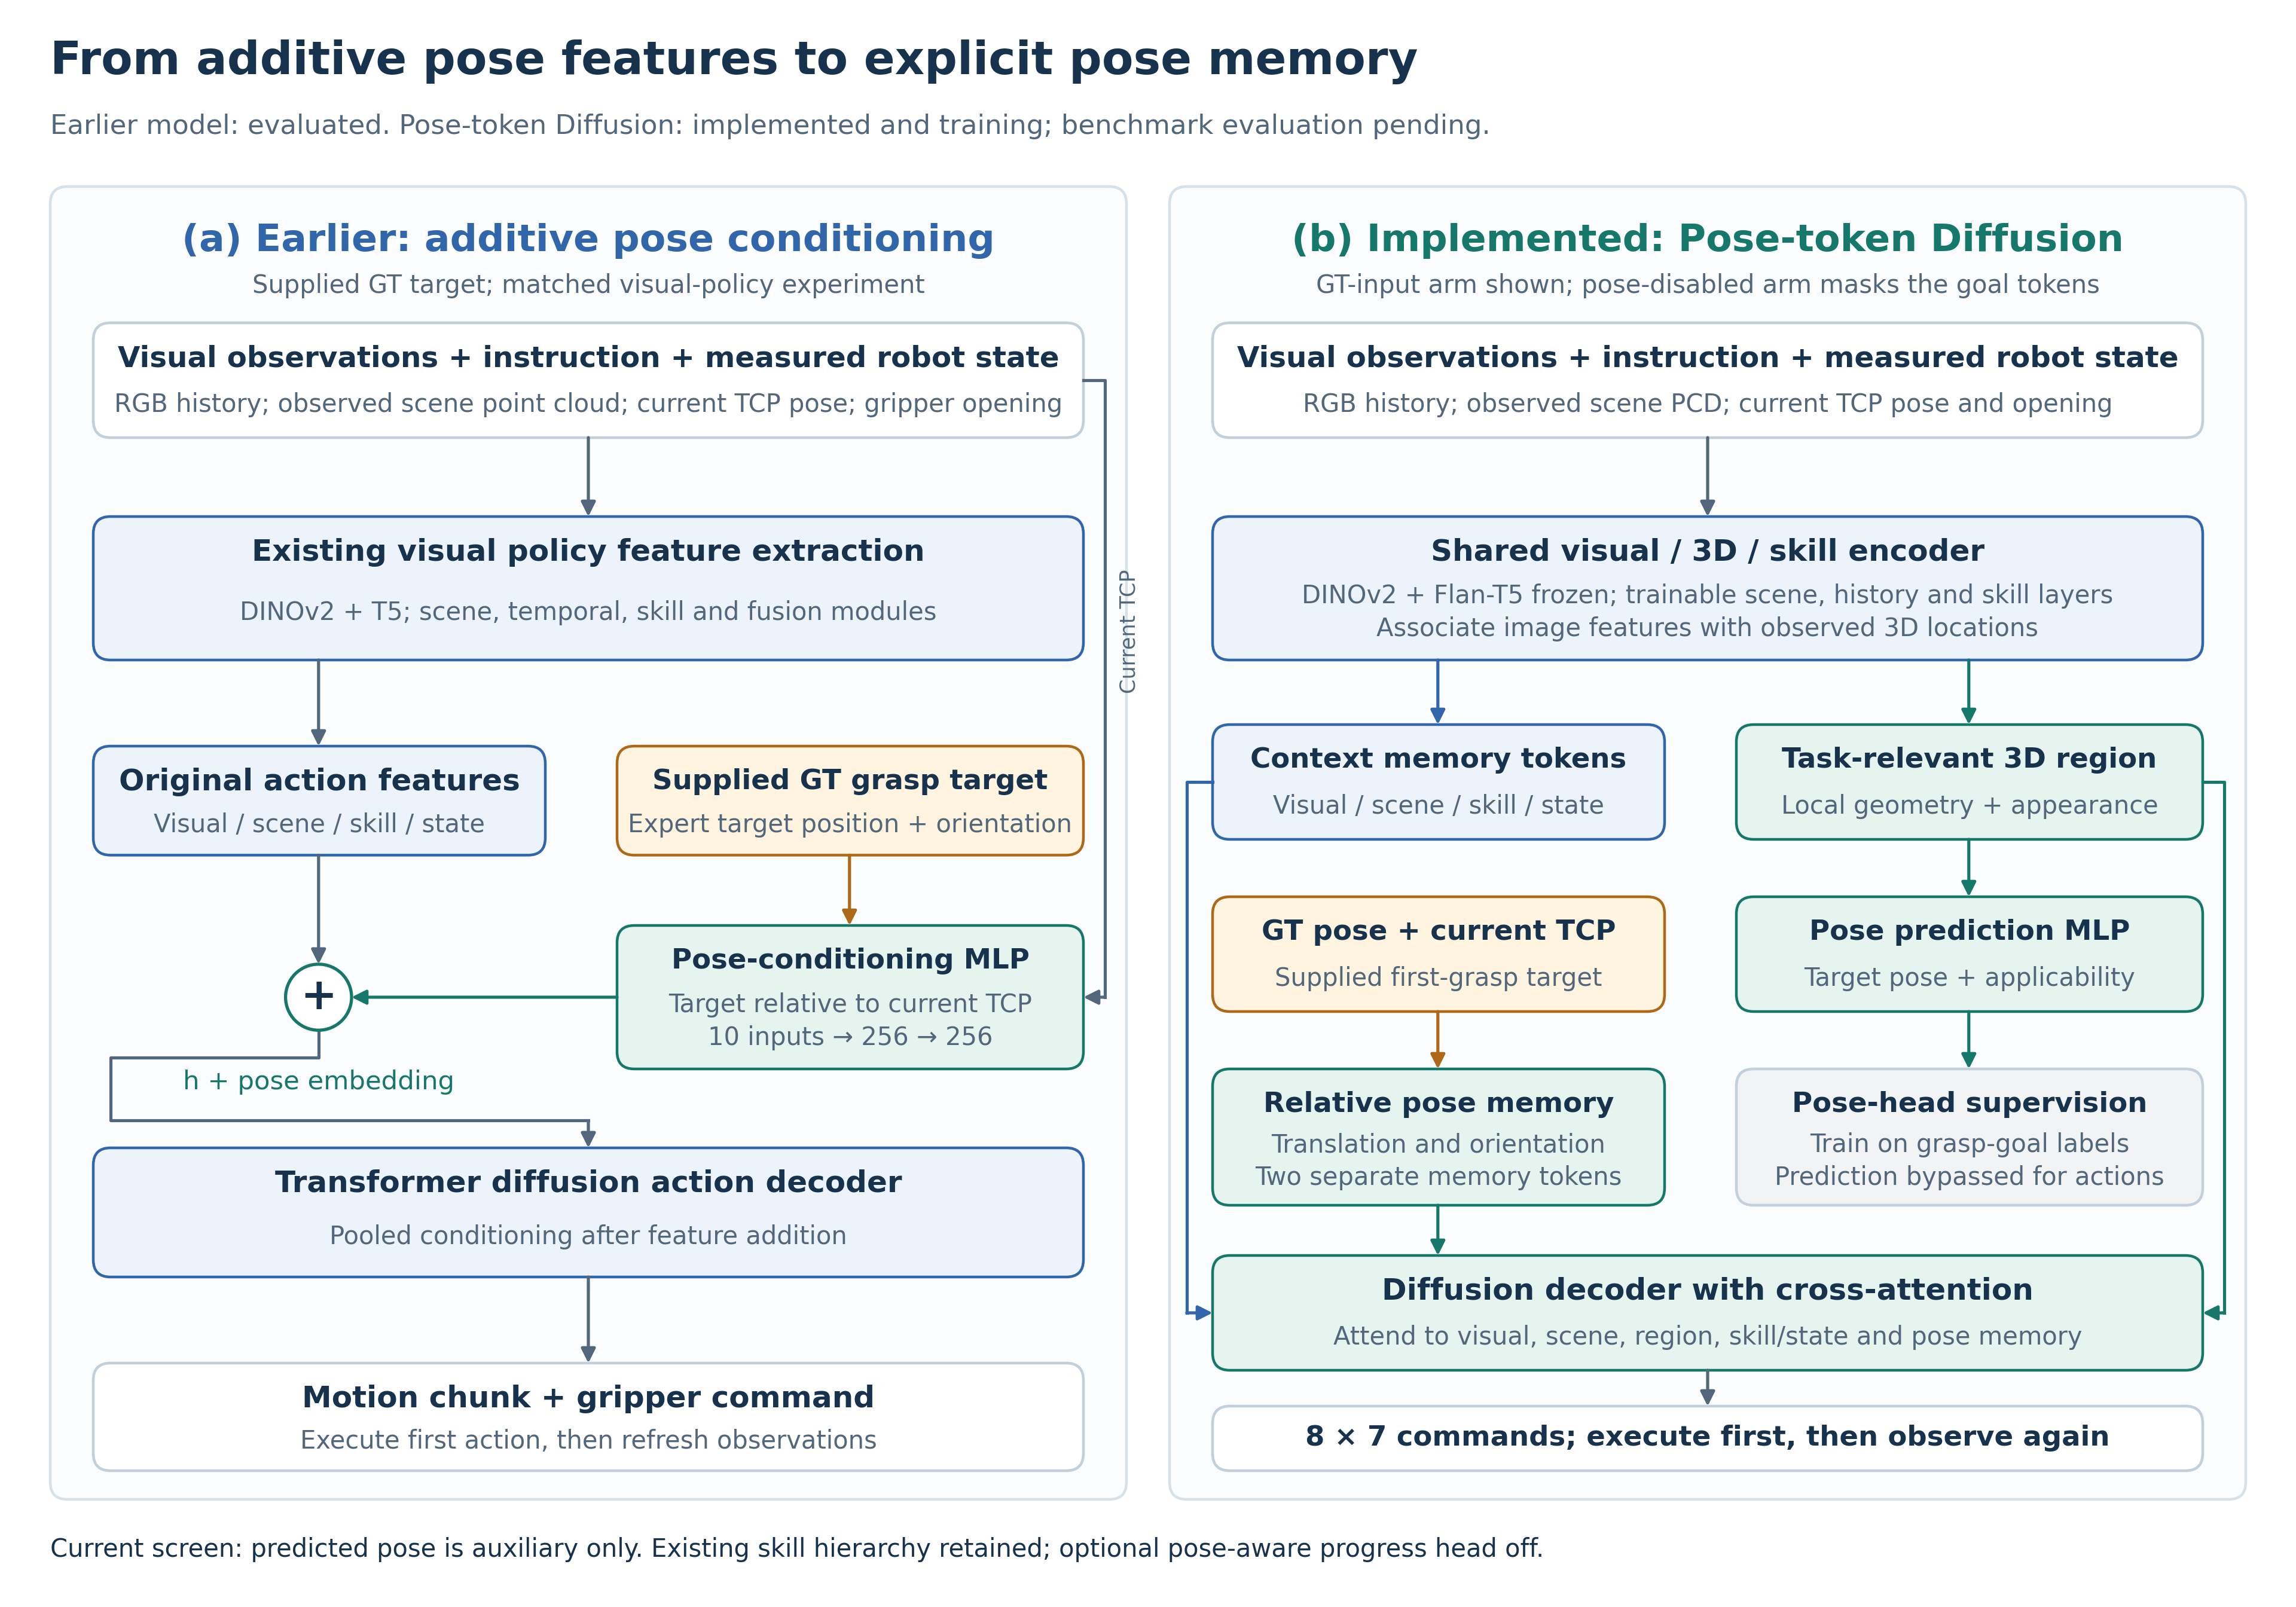 From additive pose features to explicit pose memory
Earlier model: evaluated. Pose-token Diffusion: implemented and training; benchmark evaluation pending.
(a) Earlier: additive pose conditioning
Supplied GT target; matched visual-policy experiment
Visual observations + instruction + measured robot state
RGB history; observed scene point cloud; current TCP pose; gripper opening
Existing visual policy feature extraction
DINOv2 + T5; scene, temporal, skill and fusion modules
Current TCP
Original action features
Visual / scene / skill / state
Supplied GT grasp target
Expert target position + orientation
Pose-conditioning MLP
Target relative to current TCP
10 inputs → 256 → 256
+
h + pose embedding
Transformer diffusion action decoder
Pooled conditioning after feature addition
Motion chunk + gripper command
Execute first action, then refresh observations
(b) Implemented: Pose-token Diffusion
GT-input arm shown; pose-disabled arm masks the goal tokens
Visual observations + instruction + measured robot state
RGB history; observed scene PCD; current TCP pose and opening
Shared visual / 3D / skill encoder
DINOv2 + Flan-T5 frozen; trainable scene, history and skill layers
Associate image features with observed 3D locations
Context memory tokens
Visual / scene / skill / state
Task-relevant 3D region
Local geometry + appearance
GT pose + current TCP
Supplied first-grasp target
Pose prediction MLP
Target pose + applicability
Relative pose memory
Translation and orientation
Two separate memory tokens
Pose-head supervision
Train on grasp-goal labels
Prediction bypassed for actions
Diffusion decoder with cross-attention
Attend to visual, scene, region, skill/state and pose memory
8 × 7 commands; execute first, then observe again
Current screen: predicted pose is auxiliary only. Existing skill hierarchy retained; optional pose-aware progress head off.